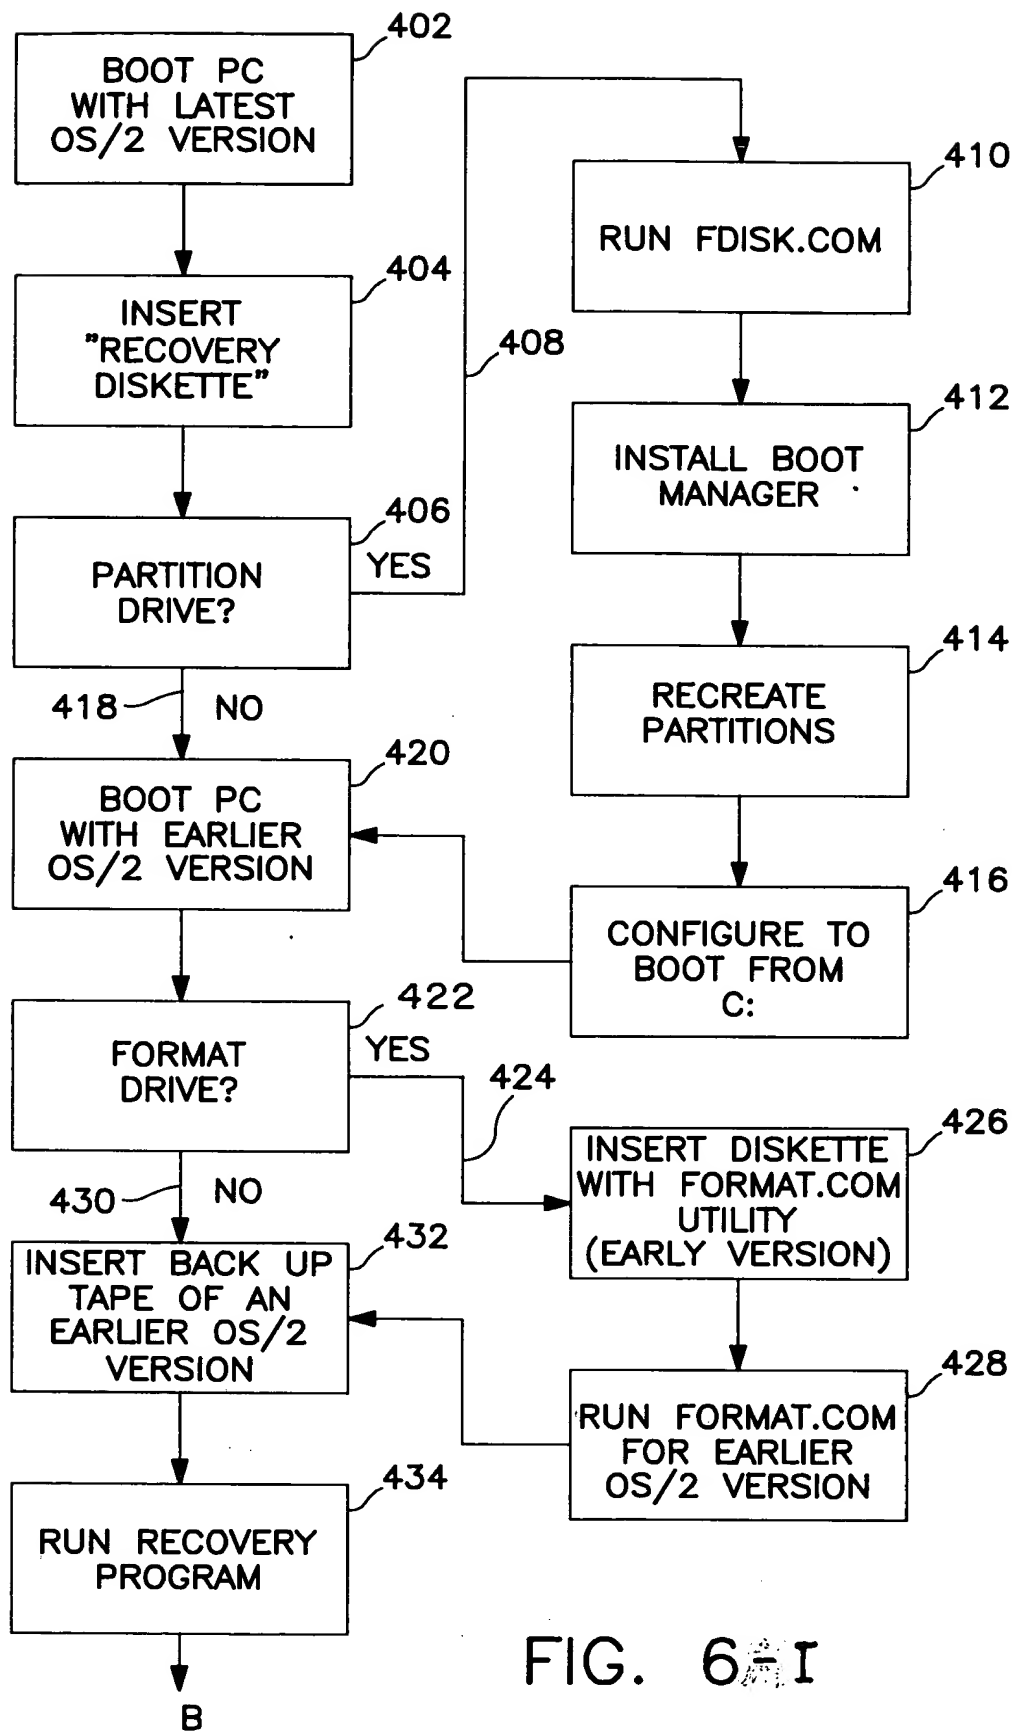 402
BOOT PC
WITH LATEST
OS/2 VERSION
404
INSERT
"RECOVERY
DISKETTE"
406
PARTITION
DRIVE?
YES
408
410
RUN FDISK.COM
412
INSTALL BOOT
MANAGER
414
RECREATE
PARTITIONS
416
CONFIGURE TO
BOOT FROM
C:
418
NO
420
BOOT PC
WITH EARLIER
OS/2 VERSION
422
FORMAT
DRIVE?
YES
424
426
INSERT DISKETTE
WITH FORMAT.COM
UTILITY
(EARLY VERSION)
428
RUN FORMAT.COM
FOR EARLIER
OS/2 VERSION
430
NO
432
INSERT BACK UP
TAPE OF AN
EARLIER OS/2
VERSION
434
RUN RECOVERY
PROGRAM
B
FIG. 6-I